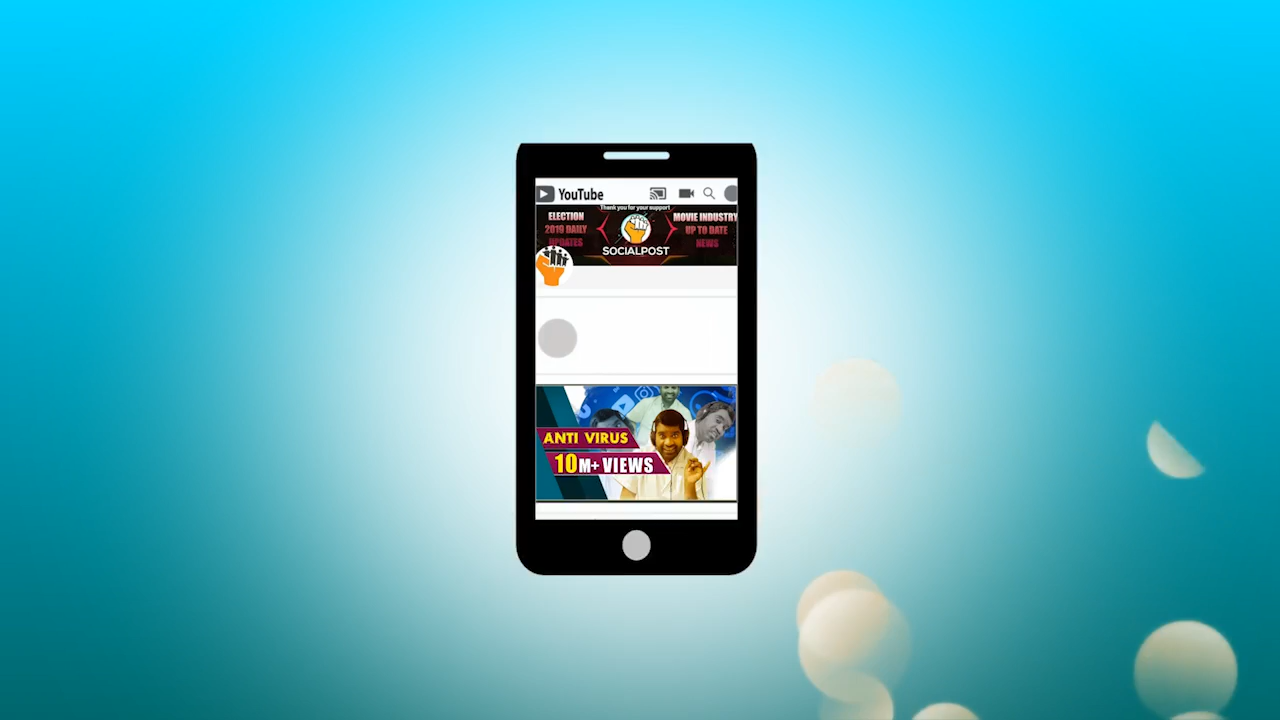 YouTube
Thank you for your support
ELECTION
2019 DAILY
UPDATES
SOCIALPOST
MOVIE INDUSTRY
UP TO DATE
NEWS
ANTI VIRUS
10M+ VIEWS